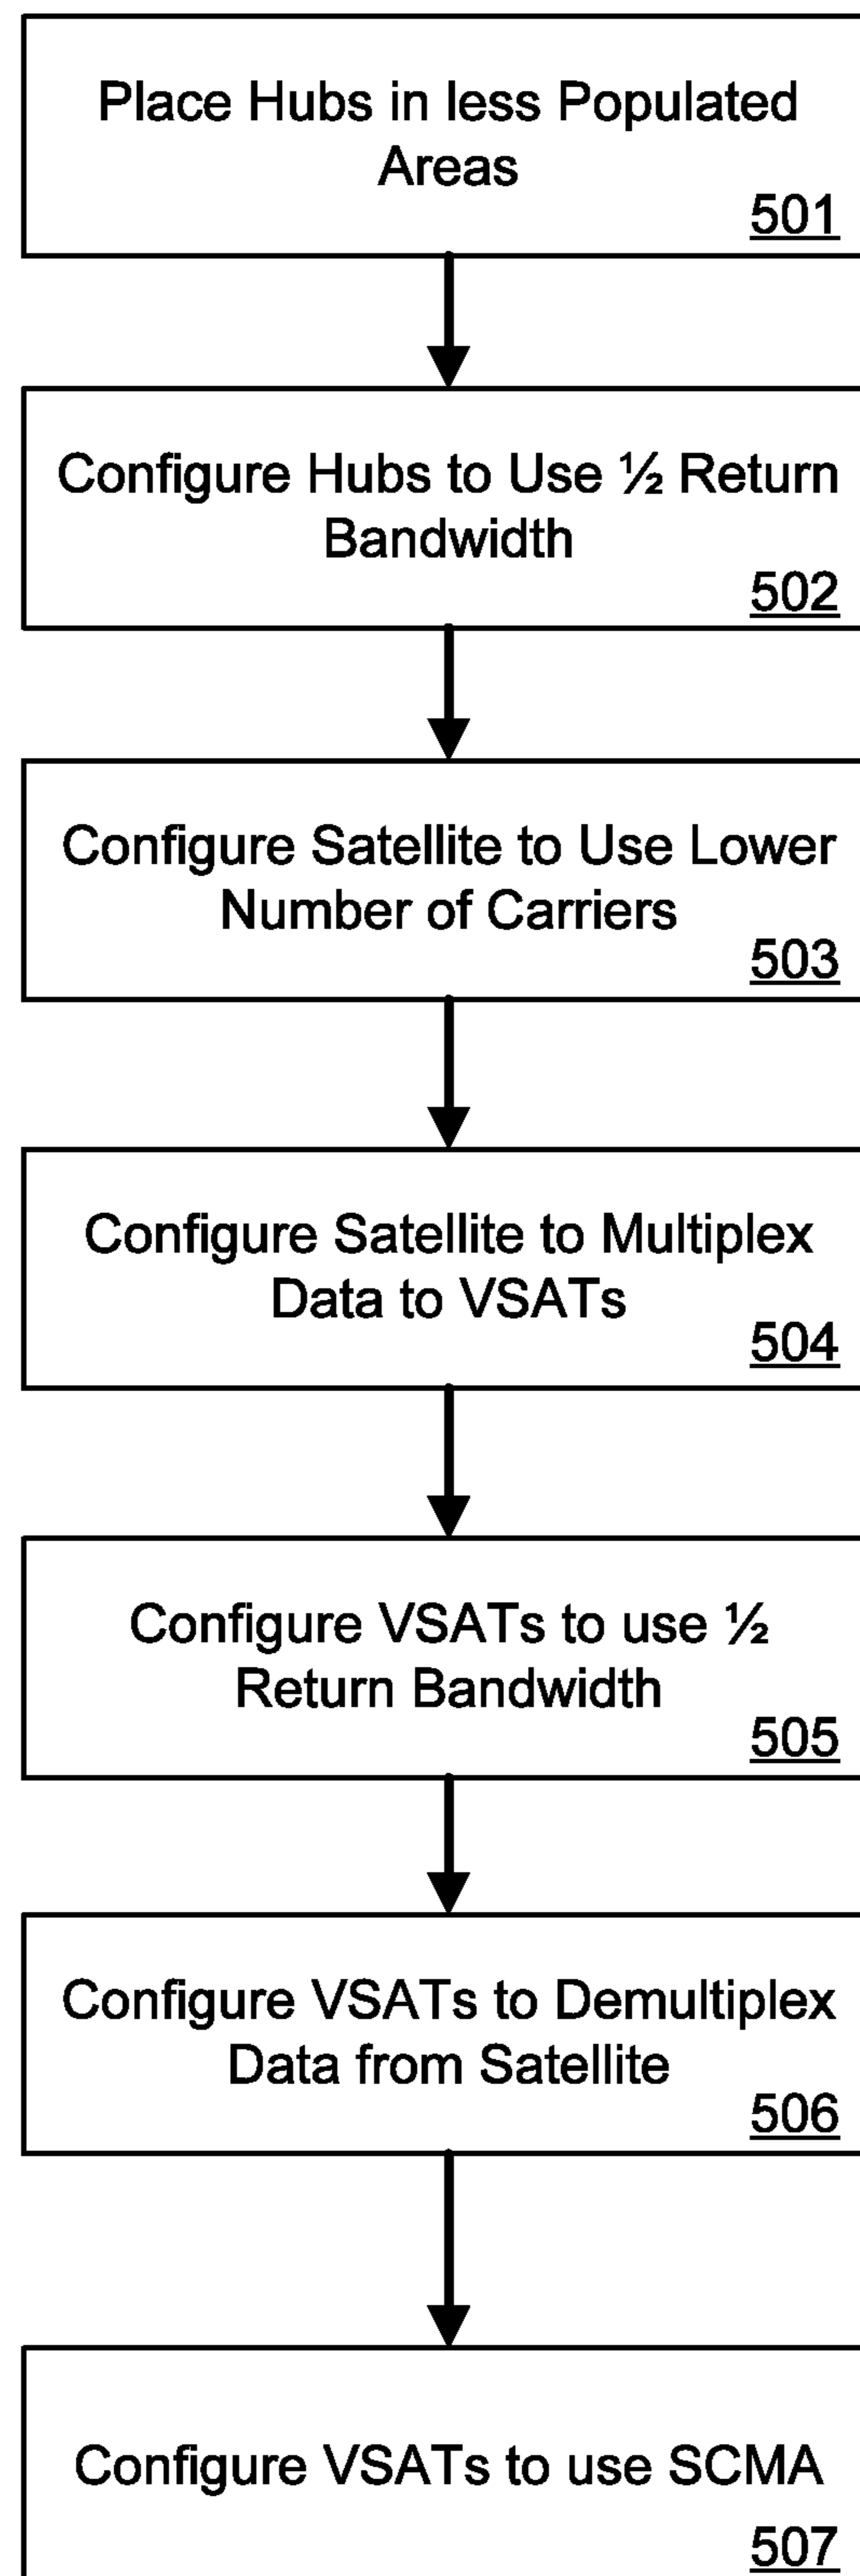 Place Hubs in less Populated
Areas
501
Configure Hubs to Use ½ Return
Bandwidth
502
Configure Satellite to Use Lower
Number of Carriers
503
Configure Satellite to Multiplex
Data to VSATs
504
Configure VSATs to use ½
Return Bandwidth
505
Configure VSATs to Demultiplex
Data from Satellite
506
Configure VSATs to use SCMA
507